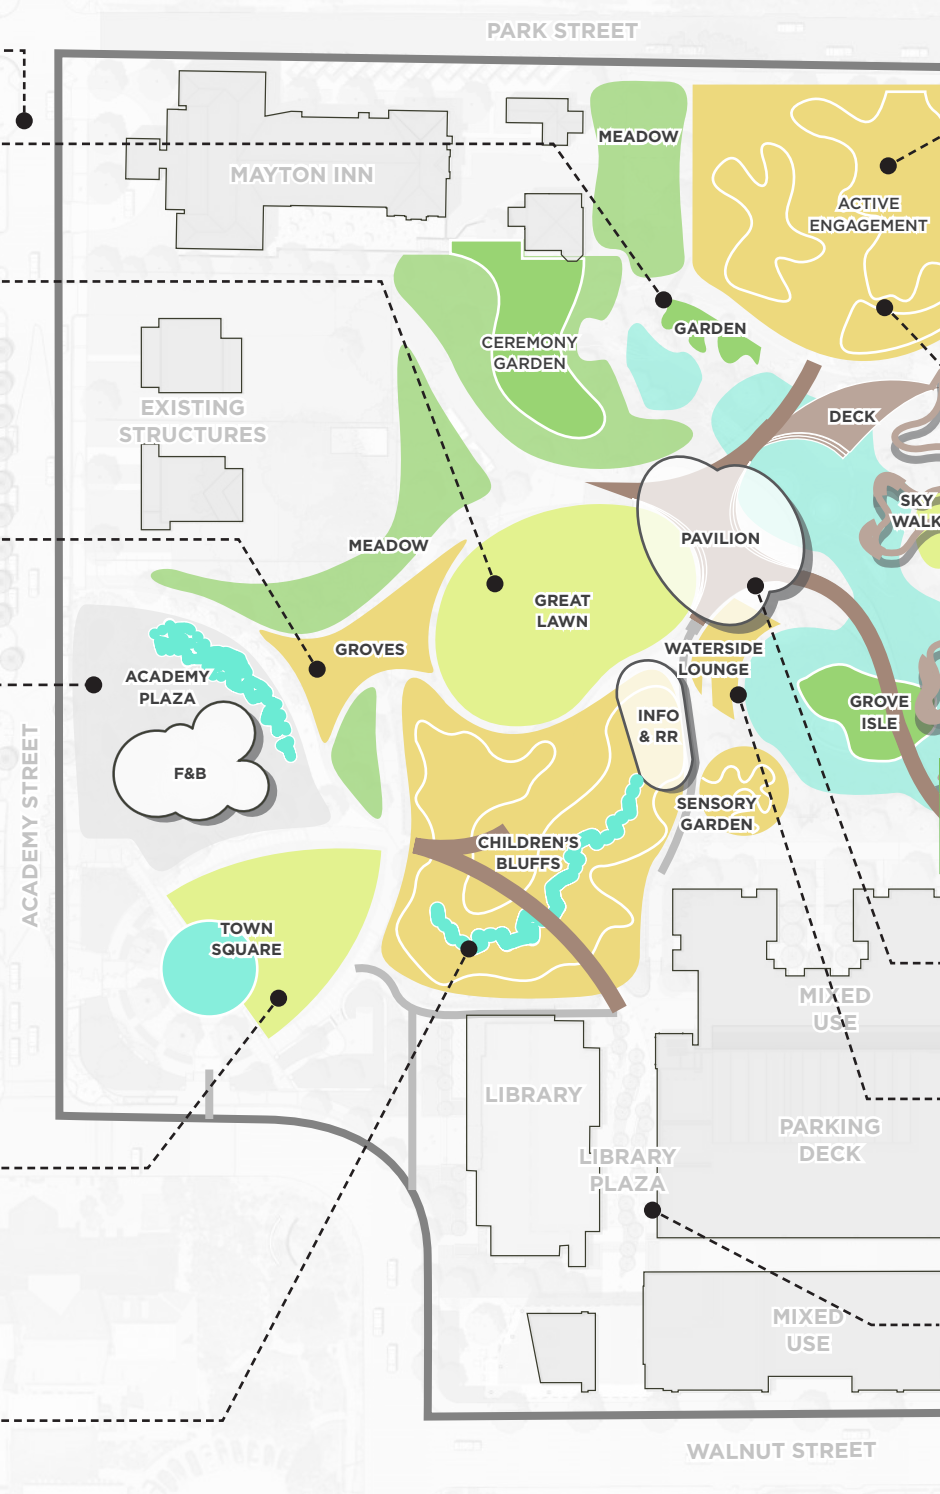 PARK STREET
MEADOW
MAYTON INN
ACTIVE
ENGAGEMENT
GARDEN
CEREMONY
GARDEN
EXISTING
STRUCTURES
DECK
SKY
WALK
PAVILION
MEADOW
GREAT
LAWN
GROVES
WATERSIDE
LOUNGE
ACADEMY
PLAZA
GROVE
ISLE
INFO
& RR
F&B
SENSORY
GARDEN
ACADEMY STREET
CHILDREN'S
BLUFFS
TOWN
SQUARE
MIXED
USE
LIBRARY
PARKING
DECK
LIBRARY
PLAZA
MIXED
USE
WALNUT STREET